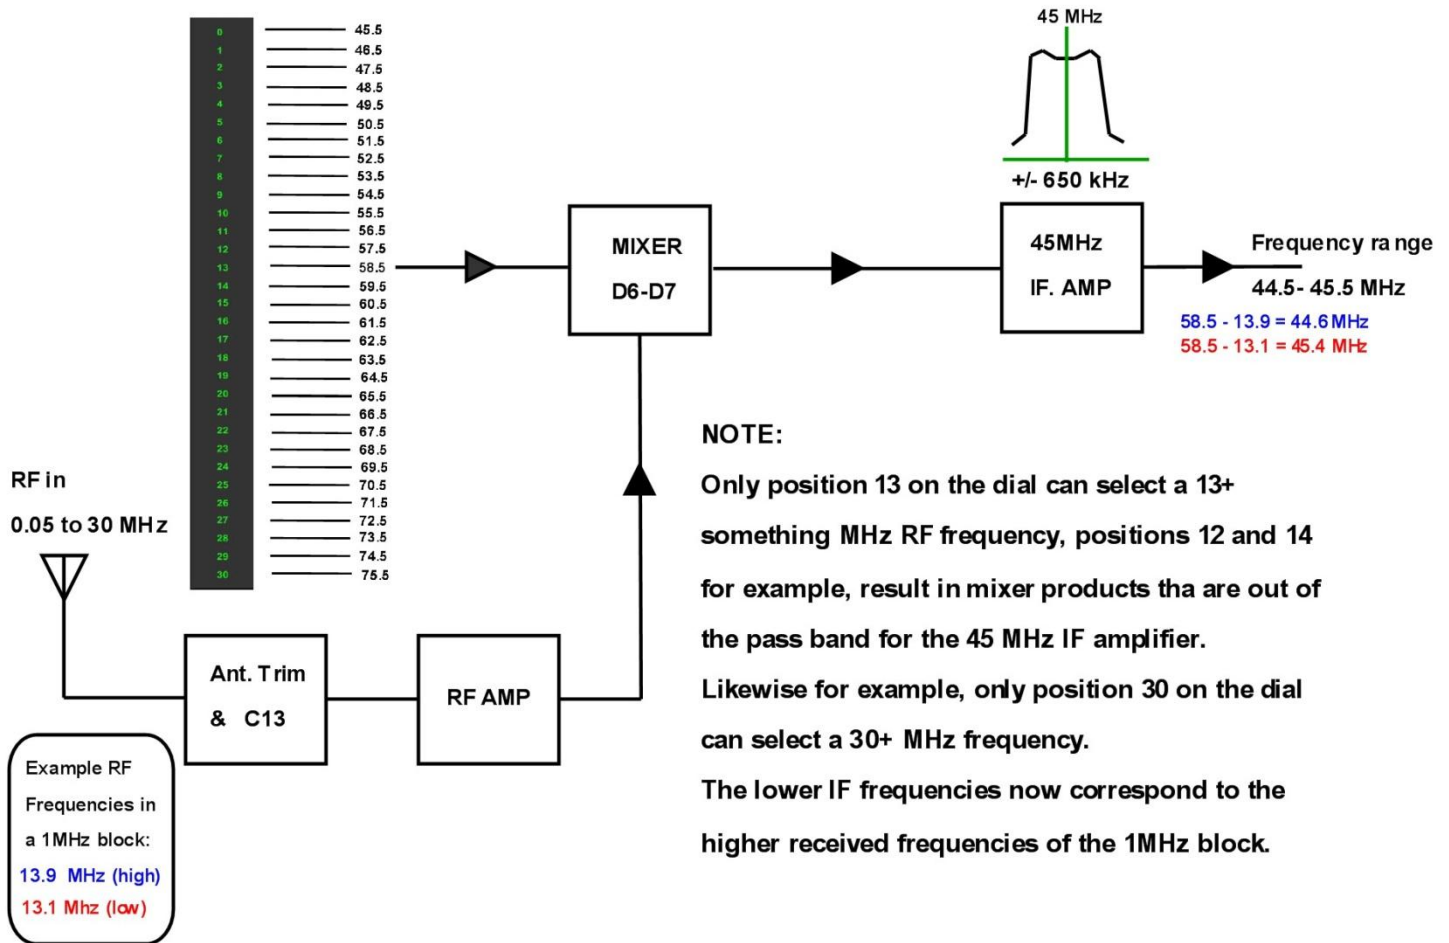 0 45.5
1 46.5
2 47.5
3 48.5
4 49.5
5 50.5
6 51.5
7 52.5
8 53.5
9 54.5
10 55.5
11 56.5
12 57.5
13 58.5
14 59.5
15 60.5
16 61.5
17 62.5
18 63.5
19 64.5
20 65.5
21 66.5
22 67.5
23 68.5
24 69.5
25 70.5
26 71.5
27 72.5
28 73.5
29 74.5
30 75.5
MIXER
D6-D7
45 MHz
+/- 650 kHz
45MHz
IF. AMP
Frequency range
44.5- 45.5 MHz
58.5 - 13.9 = 44.6 MHz
58.5 - 13.1 = 45.4 MHz
RF in
0.05 to 30 MHz
Ant. Trim
& C13
RF AMP
Example RF
Frequencies in
a 1MHz block:
13.9 MHz (high)
13.1 Mhz (low)
NOTE:
Only position 13 on the dial can select a 13+
something MHz RF frequency, positions 12 and 14
for example, result in mixer products tha are out of
the pass band for the 45 MHz IF amplifier.
Likewise for example, only position 30 on the dial
can select a 30+ MHz frequency.
The lower IF frequencies now correspond to the
higher received frequencies of the 1MHz block.